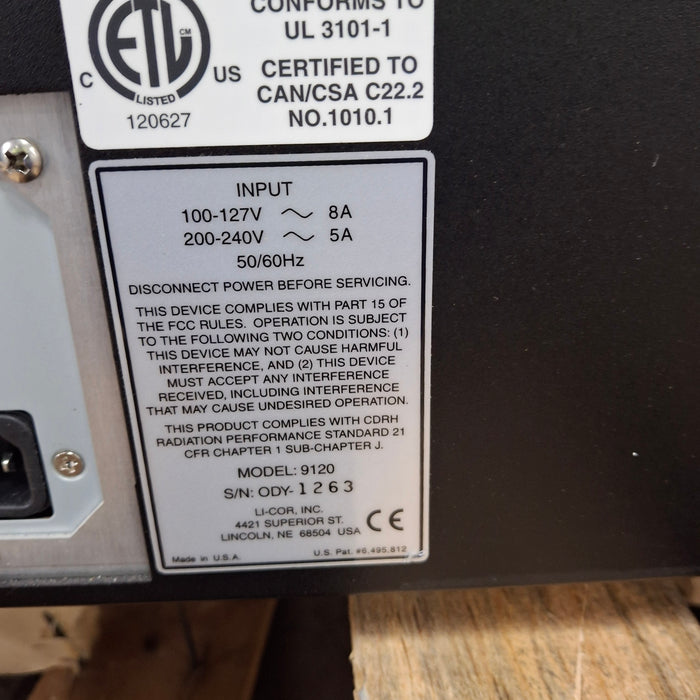 CONFORMS TO
UL 3101-1
ETL
CM
C
US
LISTED
120627
CERTIFIED TO
CAN/CSA C22.2
NO.1010.1
INPUT
100-127V ~ 8A
200-240V ~ 5A
50/60Hz
DISCONNECT POWER BEFORE SERVICING.
THIS DEVICE COMPLIES WITH PART 15 OF
THE FCC RULES. OPERATION IS SUBJECT
TO THE FOLLOWING TWO CONDITIONS: (1)
THIS DEVICE MAY NOT CAUSE HARMFUL
INTERFERENCE, AND (2) THIS DEVICE
MUST ACCEPT ANY INTERFERENCE
RECEIVED, INCLUDING INTERFERENCE
THAT MAY CAUSE UNDESIRED OPERATION.
THIS PRODUCT COMPLIES WITH CDRH
RADIATION PERFORMANCE STANDARD 21
CFR CHAPTER 1 SUB-CHAPTER J.
MODEL: 9120
S/N: ODY-1263
LI-COR, INC.
4421 SUPERIOR ST.
LINCOLN, NE 68504 USA
CE
Made in U.S.A.
U.S. Pat. #6,495,812